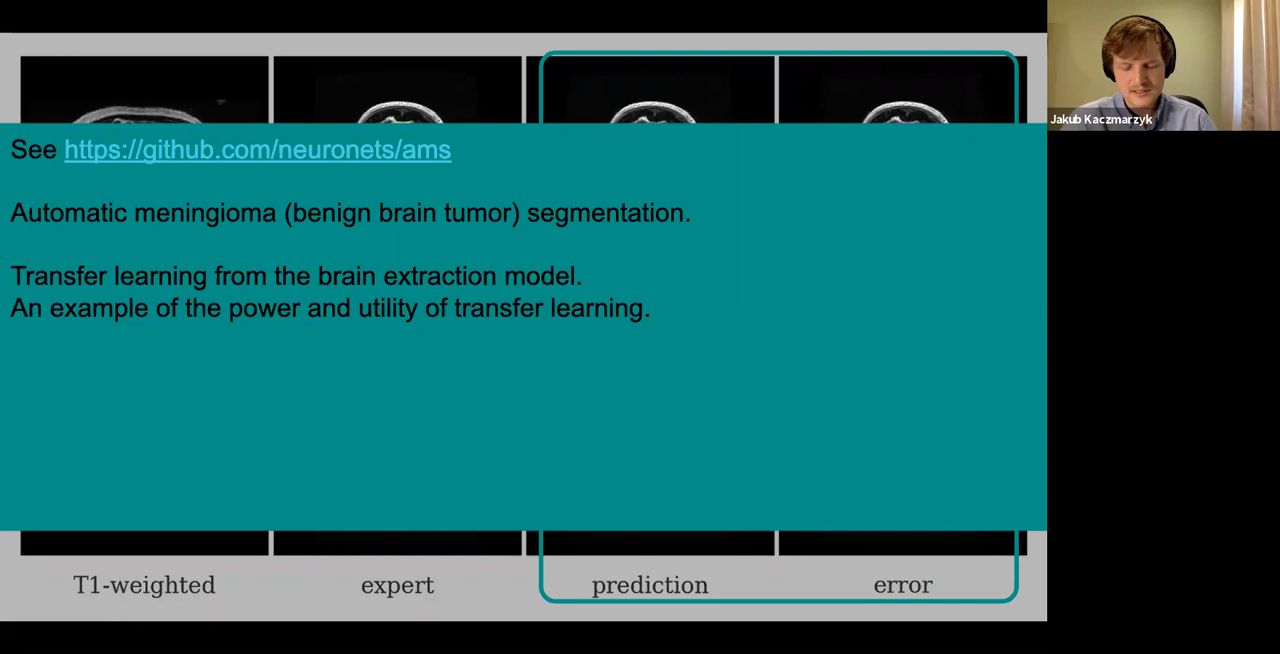 Jakub Kaczmarzyk
See https://github.com/neuronets/ams
Automatic meningioma (benign brain tumor) segmentation.
Transfer learning from the brain extraction model.
An example of the power and utility of transfer learning.
T1-weighted expert prediction error